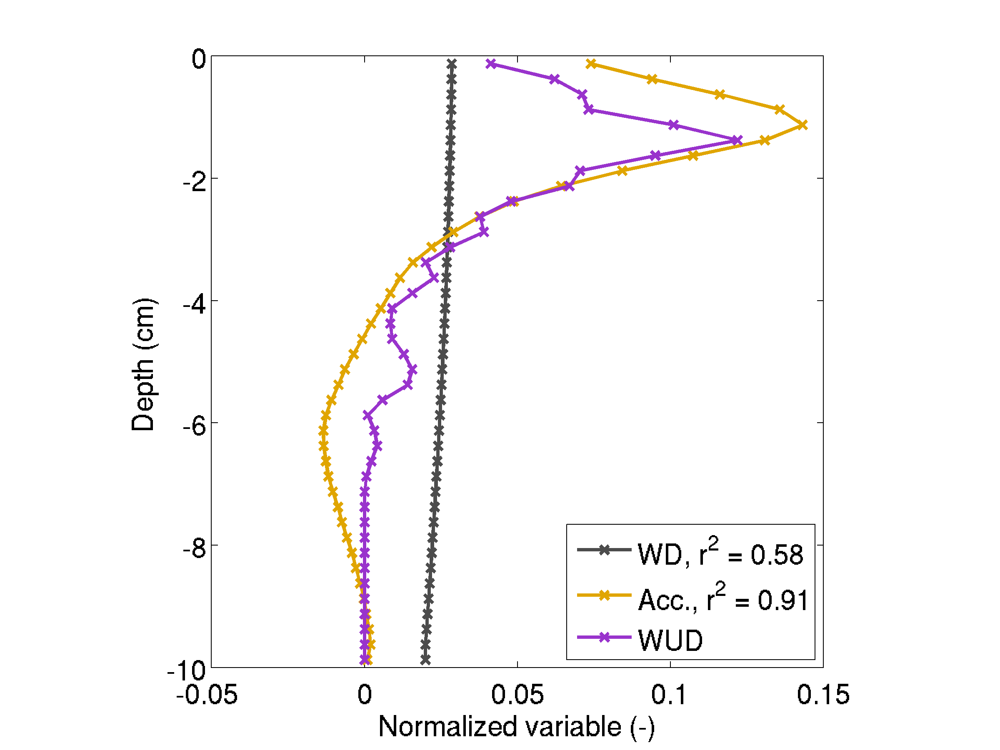 0
-2
-4
-6
-8
-10
Depth (cm)
-0.05 0 0.05 0.1 0.15
Normalized variable (-)
WD, r² = 0.58
Acc., r² = 0.91
WUD